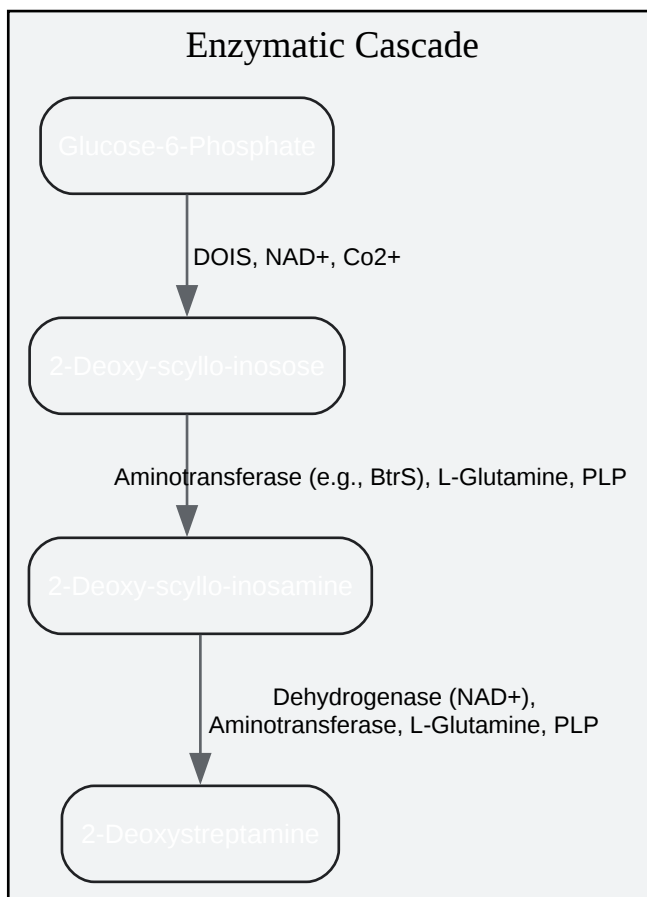 Enzymatic Cascade
Glucose-6-Phosphate
DOIS, NAD+, Co2+
2-Deoxy-scyllo-inosose
Aminotransferase (e.g., BtrS), L-Glutamine, PLP
2-Deoxy-scyllo-inosamine
Dehydrogenase (NAD+),
Aminotransferase, L-Glutamine, PLP
2-Deoxystreptamine